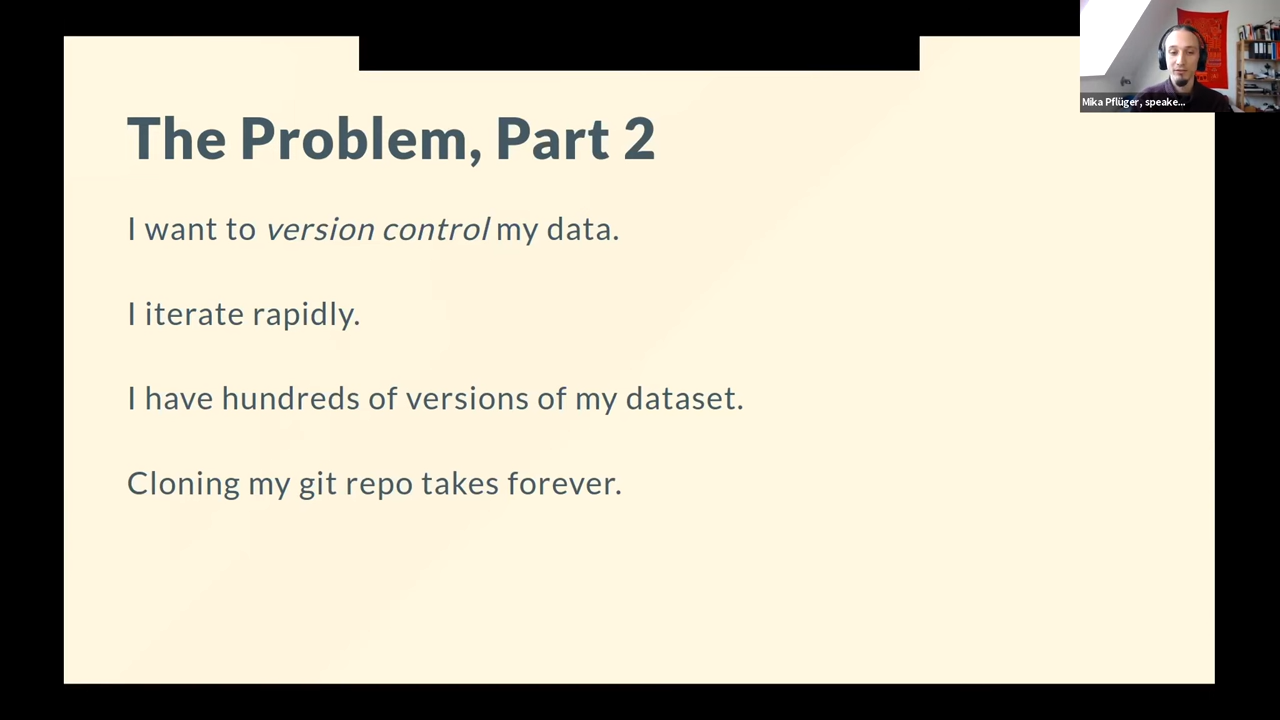 The Problem, Part 2
I want to version control my data.
I iterate rapidly.
I have hundreds of versions of my dataset.
Cloning my git repo takes forever.
Mika Pflüger, speake...